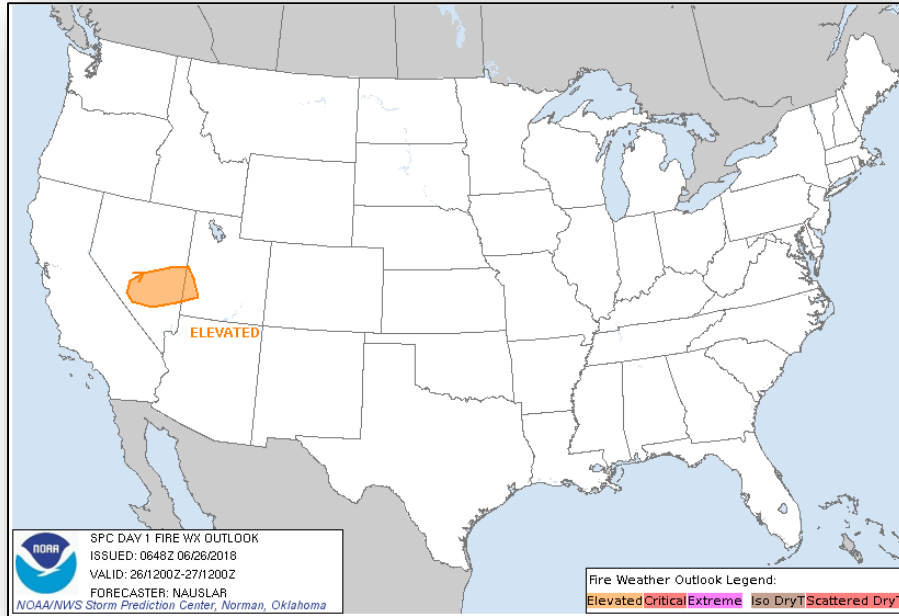 ELEVATED
SPC DAY 1 FIRE WX OUTLOOK
ISSUED: 0648Z 06/26/2018
VALID: 26/1200Z-27/1200Z
FORECASTER: NAUSLAR
NOAA
NOAA/NWS Storm Prediction Center, Norman, Oklahoma
Fire Weather Outlook Legend:
Elevated Critical Extreme Iso DryT Scattered DryT